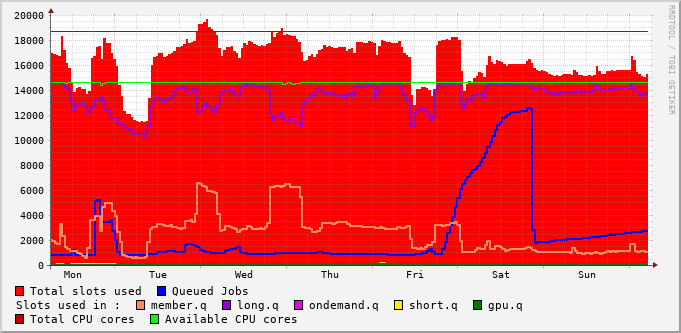 20000
18000
16000
14000
12000
10000
8000
6000
4000
2000
0
Mon Tue Wed Thu Fri Sat Sun
RRDTOOL / TOBI OETIKER
Total slots used Queued Jobs
Slots used in : member.q long.q ondemand.q short.q gpu.q
Total CPU cores Available CPU cores